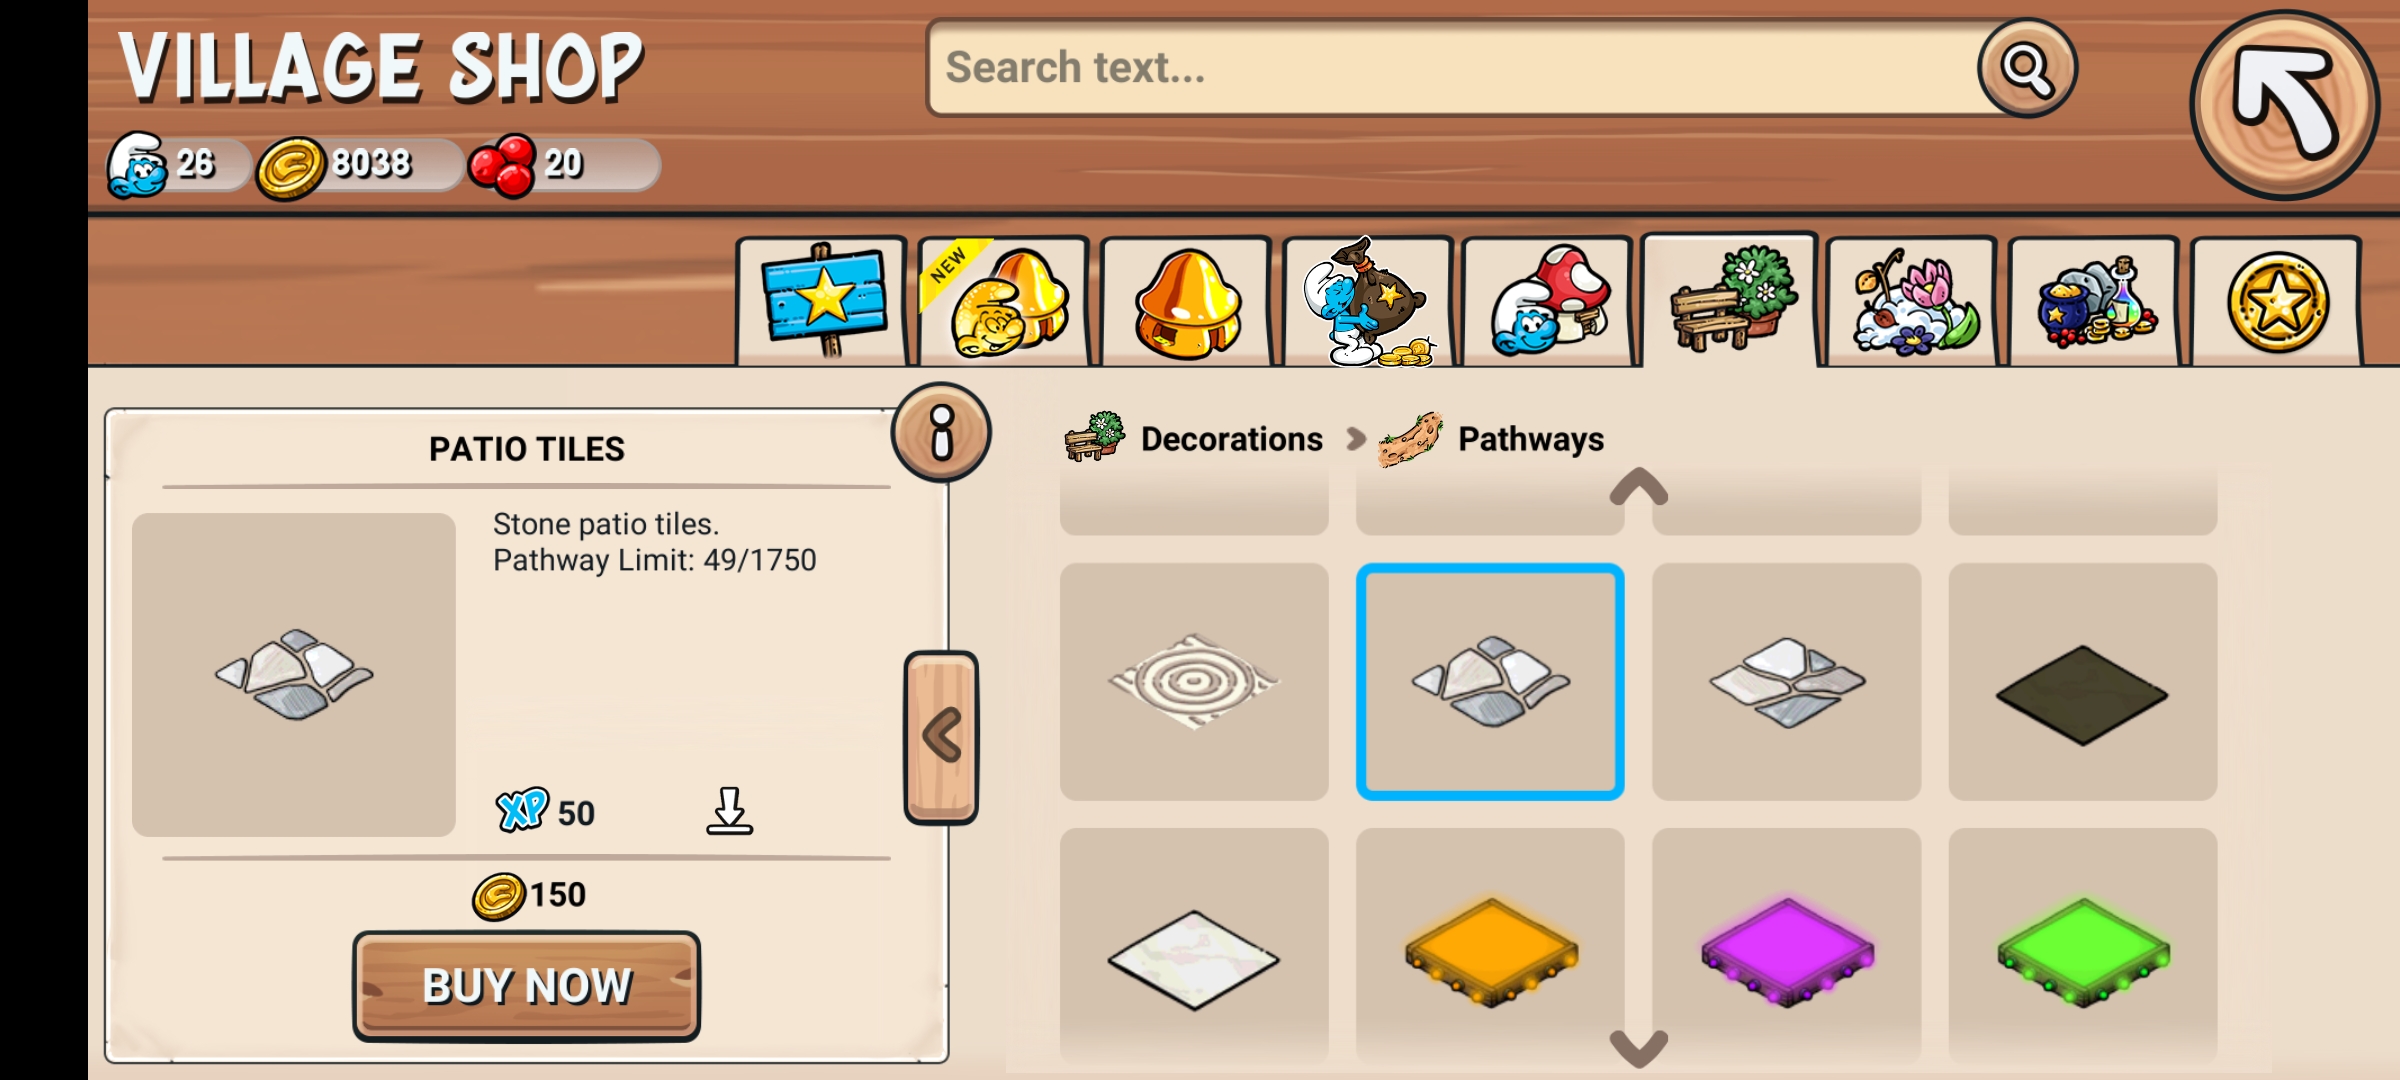 VILLAGE SHOP
Search text...
26
8038
20
NEW
PATIO TILES
Stone patio tiles.
Pathway Limit: 49/1750
XP 50
150
BUY NOW
Decorations
Pathways